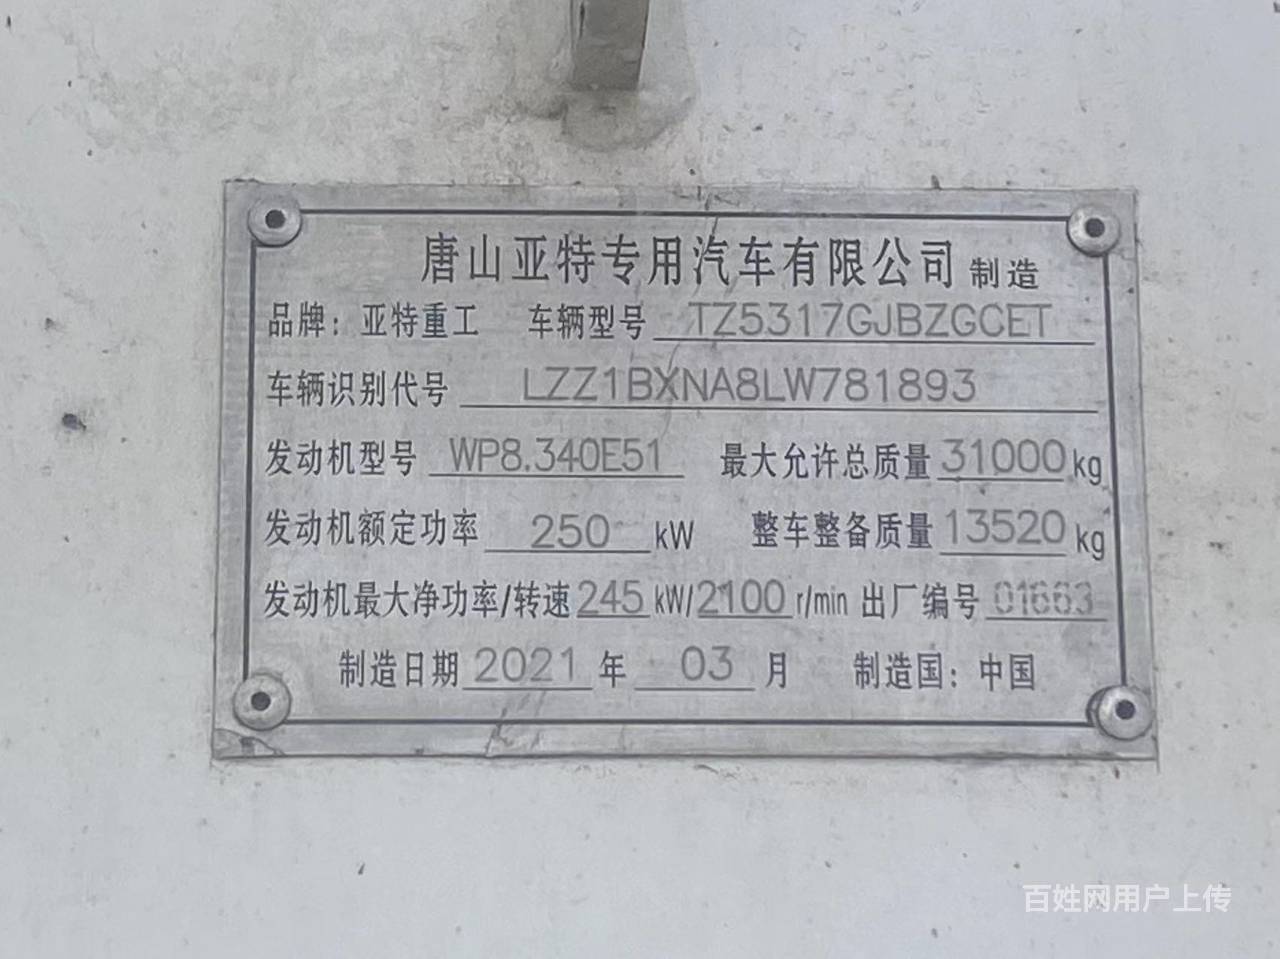 唐山亚特专用汽车有限公司 制造
品牌：亚特重工 车辆型号 TZ5317GJBZGCET
车辆识别代号 LZZ1BXNA8LW781893
发动机型号 WP8.340E51 最大允许总质量 31000 kg
发动机额定功率 250 kW 整车整备质量 13520 kg
发动机最大净功率/转速 245 kW/2100 r/min 出厂编号 01663
制造日期 2021 年 03 月 制造国：中国
百姓网用户上传